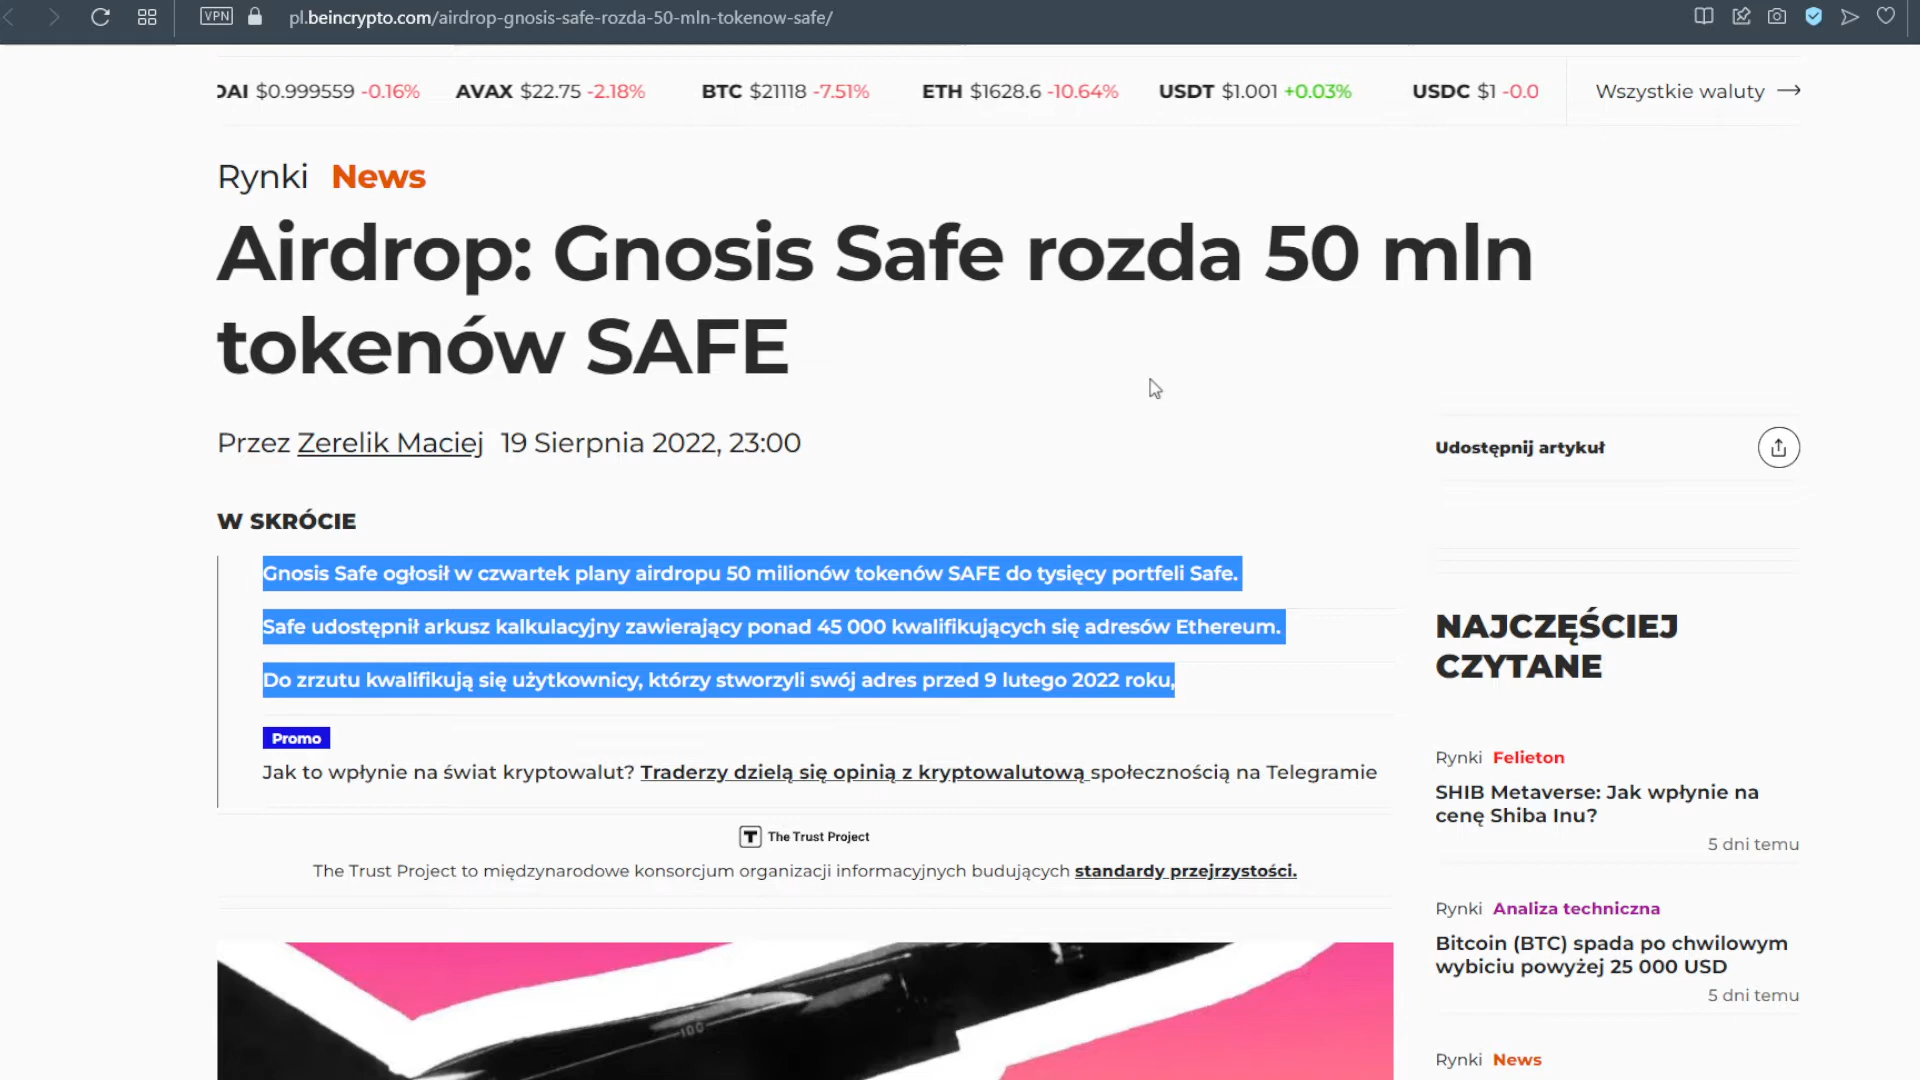 VPN pl.beincrypto.com/airdrop-gnosis-safe-rozda-50-mln-tokenow-safe/
$0.999559 -0.16% AVAX $22.75 -2.18% BTC $21118 -7.51% ETH $1628.6 -10.64% USDT $1.001 +0.03% USDC $1 -0.0 Wszystkie waluty →
Rynki News
Airdrop: Gnosis Safe rozda 50 mln
tokenów SAFE
Przez Zerelik Maciej 19 Sierpnia 2022, 23:00
Udostępnij artykuł
W SKRÓCIE
Gnosis Safe ogłosił w czwartek plany airdropu 50 milionów tokenów SAFE do tysięcy portfeli Safe.
Safe udostępnił arkusz kalkulacyjny zawierający ponad 45 000 kwalifikujących się adresów Ethereum.
Do zrzutu kwalifikują się użytkownicy, którzy stworzyli swój adres przed 9 lutego 2022 roku,
Promo
Jak to wpłynie na świat kryptowalut? Traderzy dzielą się opinią z kryptowalutową społecznością na Telegramie
T The Trust Project
The Trust Project to międzynarodowe konsorcjum organizacji informacyjnych budujących standardy przejrzystości.
100
NAJCZĘŚCIEJ
CZYTANE
Rynki Felieton
SHIB Metaverse: Jak wpłynie na
cenę Shiba Inu?
5 dni temu
Rynki Analiza techniczna
Bitcoin (BTC) spada po chwilowym
wybiciu powyżej 25 000 USD
5 dni temu
Rynki News